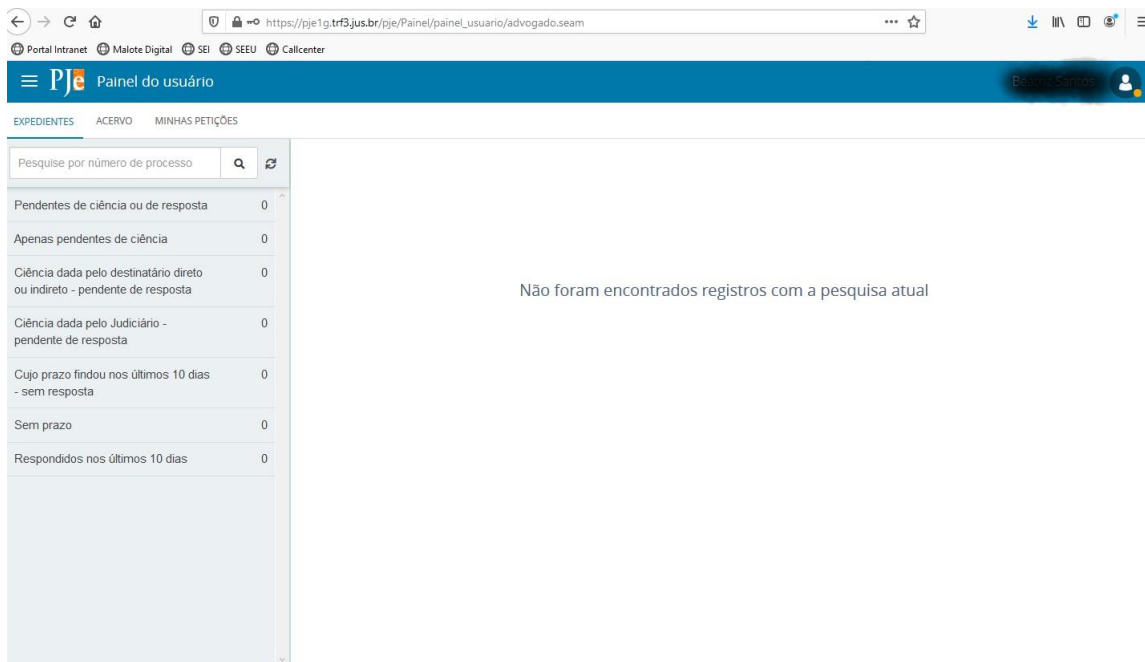 https://pje1g.trf3.jus.br/pje/Painel/painel_usuario/advogado.seam
Portal Intranet Malote Digital SEI SEEU Callcenter
PJe Painel do usuário
EXPEDIENTES ACERVO MINHAS PETIÇÕES
Pesquise por número de processo
Pendentes de ciência ou de resposta 0
Apenas pendentes de ciência 0
Ciência dada pelo destinatário direto 0
ou indireto - pendente de resposta
Ciência dada pelo Judiciário - 0
pendente de resposta
Cujo prazo findou nos últimos 10 dias 0
- sem resposta
Sem prazo 0
Respondidos nos últimos 10 dias 0
Não foram encontrados registros com a pesquisa atual